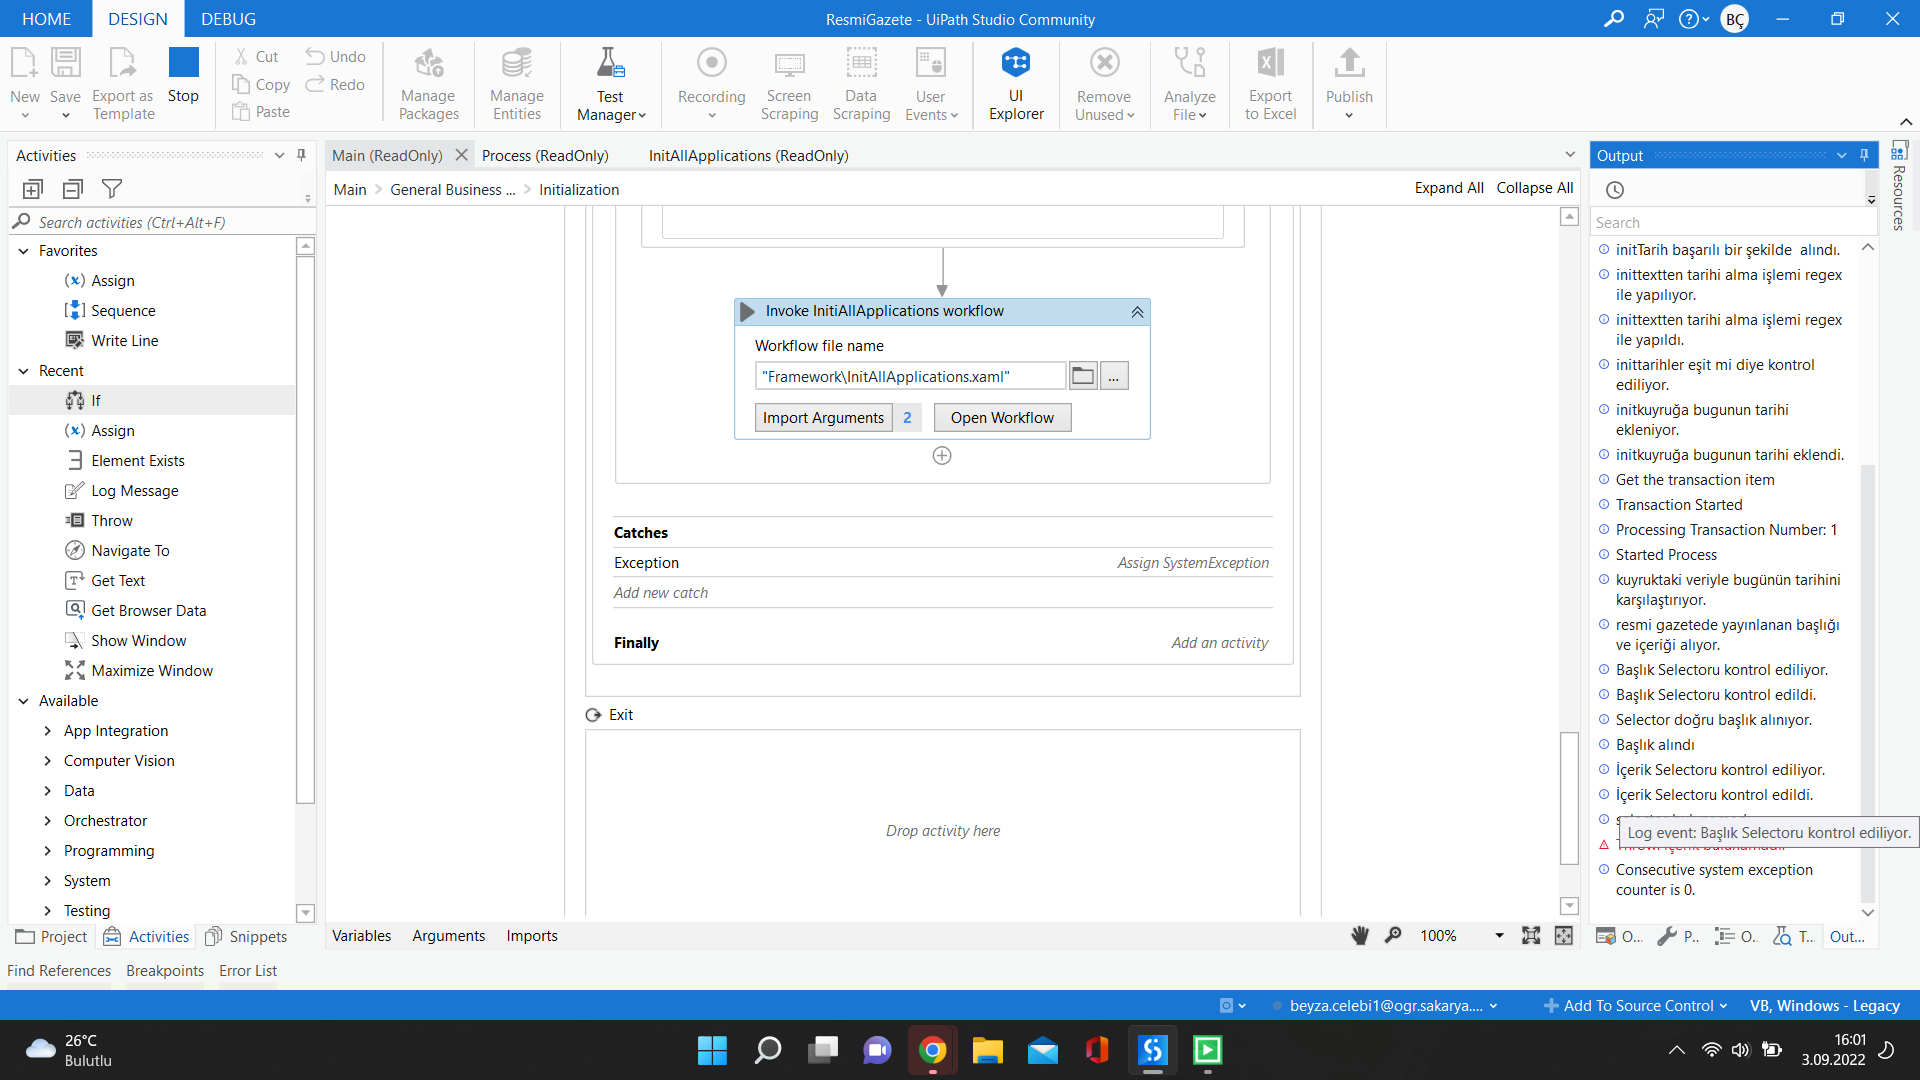 HOME
DESIGN
DEBUG
ResmiGazete - UiPath Studio Community
BÇ
New
Save
Export as
Template
Stop
Cut
Copy
Paste
Undo
Redo
Manage
Packages
Manage
Entities
Test
Manager
Recording
Screen
Scraping
Data
Scraping
User
Events
UI
Explorer
Remove
Unused
Analyze
File
Export
to Excel
Publish
Activities
Search activities (Ctrl+Alt+F)
Favorites
Assign
Sequence
Write Line
Recent
If
Assign
Element Exists
Log Message
Throw
Navigate To
Get Text
Get Browser Data
Show Window
Maximize Window
Available
App Integration
Computer Vision
Data
Orchestrator
Programming
System
Testing
Project
Activities
Snippets
Main (ReadOnly)
Process (ReadOnly)
InitAllApplications (ReadOnly)
Main > General Business ... > Initialization
Expand All
Collapse All
Invoke InitiAllApplications workflow
Workflow file name
"Framework\InitAllApplications.xaml"
...
Import Arguments
2
Open Workflow
Catches
Exception
Assign SystemException
Add new catch
Finally
Add an activity
Exit
Drop activity here
Variables
Arguments
Imports
100%
Output
Search
initTarih başarılı bir şekilde alındı.
inittextten tarihi alma işlemi regex
ile yapılıyor.
inittextten tarihi alma işlemi regex
ile yapıldı.
inittarihler eşit mi diye kontrol
ediliyor.
initkuyruğa bugunun tarihi
ekleniyor.
initkuyruğa bugunun tarihi eklendi.
Get the transaction item
Transaction Started
Processing Transaction Number: 1
Started Process
kuyruktaki veriyle bugünün tarihini
karşılaştırıyor.
resmi gazetede yayınlanan başlığı
ve içeriği alıyor.
Başlık Selectoru kontrol ediliyor.
Başlık Selectoru kontrol edildi.
Selector doğru başlık alınıyor.
Başlık alındı
İçerik Selectoru kontrol ediliyor.
İçerik Selectoru kontrol edildi.
Log event: Başlık Selectoru kontrol ediliyor.
Consecutive system exception
counter is 0.
O...
P..
O..
T...
Out...
Resources
Find References
Breakpoints
Error List
beyza.celebi1@ogr.sakarya....
Add To Source Control
VB, Windows - Legacy
26°C
Bulutlu
16:01
3.09.2022